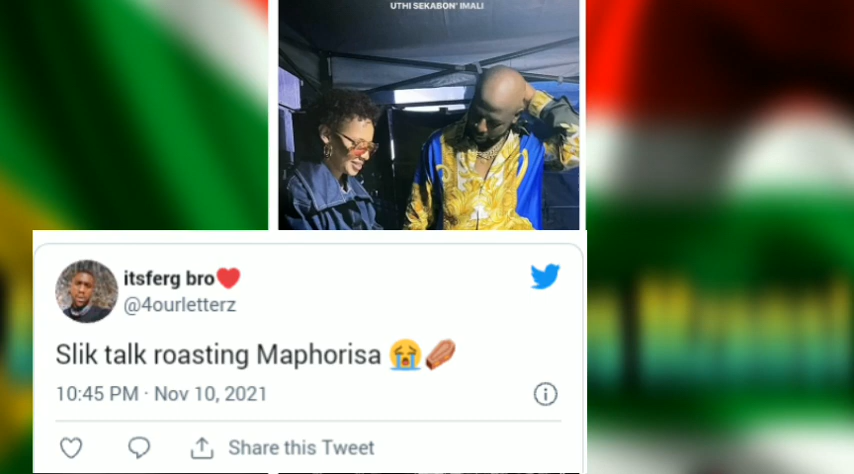 UTHI SEKABON' IMALI
itsferg bro❤️
@4ourletterz
Slik talk roasting Maphorisa 😭⚰️
10:45 PM · Nov 10, 2021
Share this Tweet